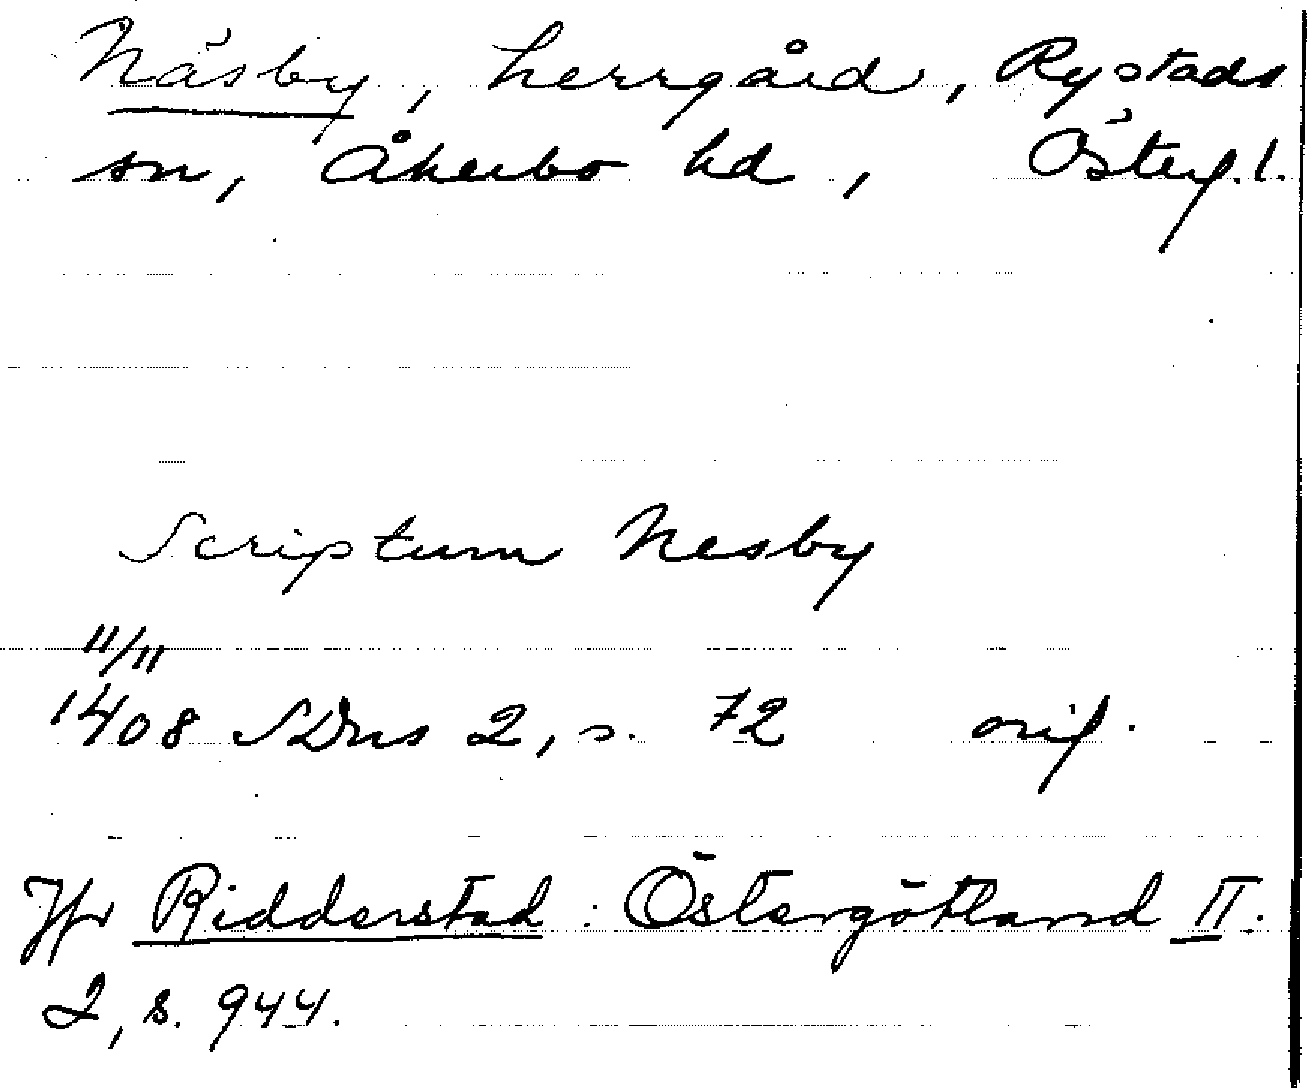 Näsby, herrgård, Rystads
sn, Åkerbo hd, Österg.l.
Scriptum Nesby
11/11
1408 SDns 2, s. 72 orig.
Jfr Ridderstad: Östergötland II.
2, s. 944.